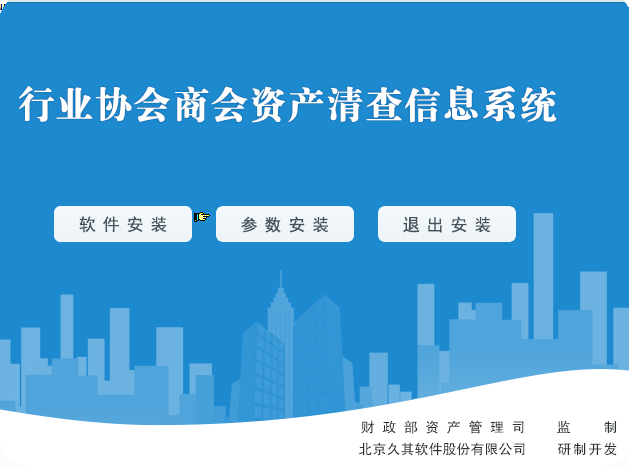 行业协会商会资产清查信息系统
软件安装 参数安装 退出安装
财政部资产管理司 监制
北京久其软件股份有限公司 研制开发